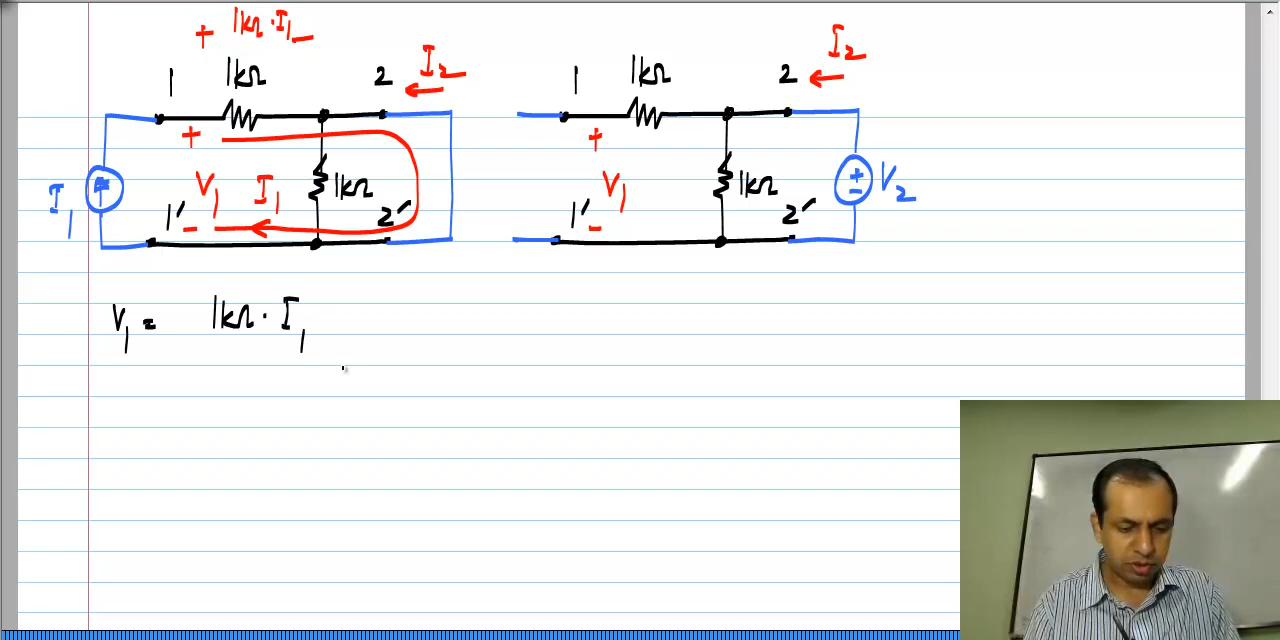 + 1kΩ·I₁ −
1 1kΩ 2 I₂
+
I₁ V₁ I₁ 1kΩ
1′ − 2′
1 1kΩ 2 I₂
+
V₁ 1kΩ + − V₂
1′ − 2′
V₁ = 1kΩ · I₁